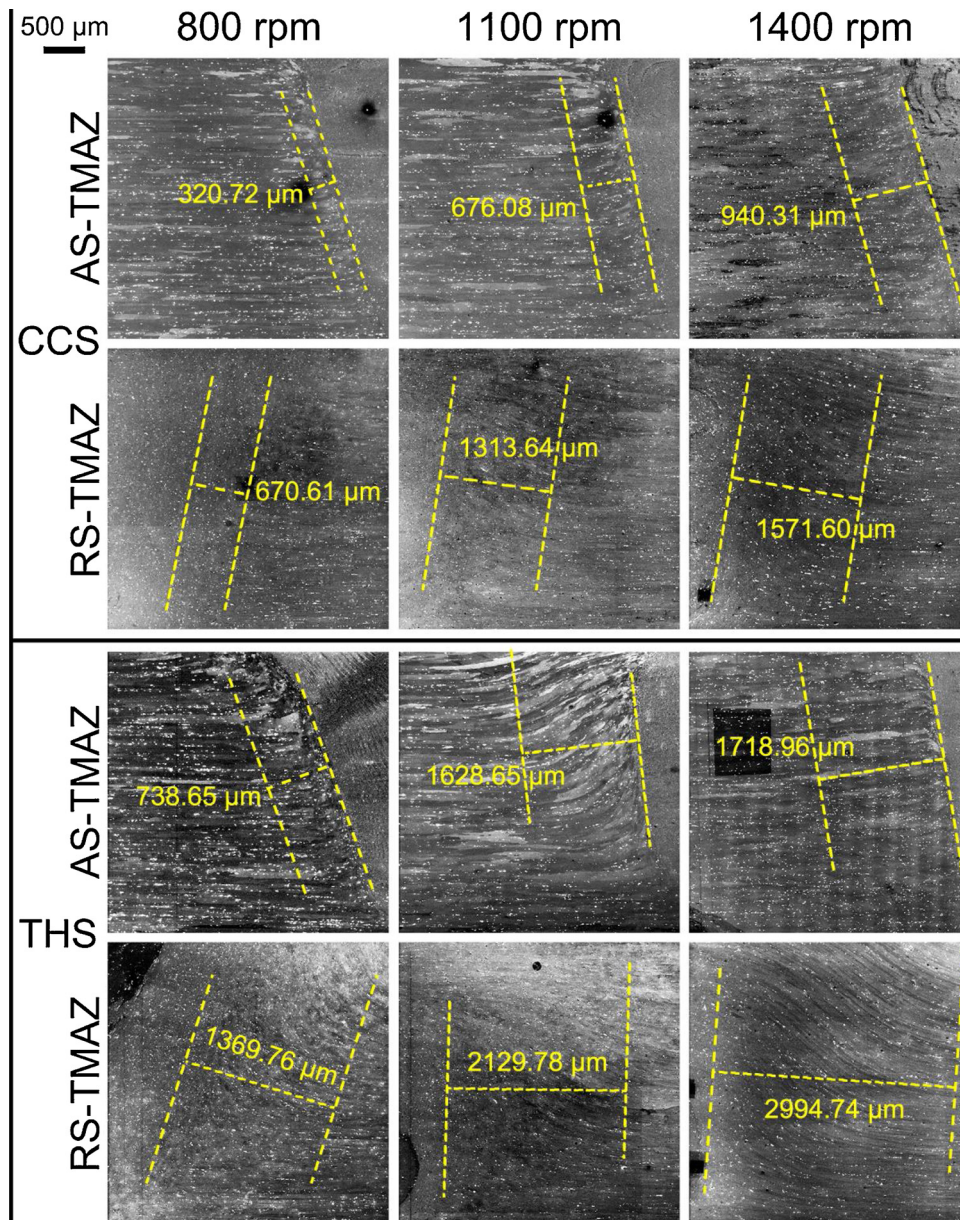 500 µm
800 rpm
1100 rpm
1400 rpm
CCS
AS-TMAZ
320.72 µm
676.08 µm
940.31 µm
RS-TMAZ
670.61 µm
1313.64 µm
1571.60 µm
THS
AS-TMAZ
738.65 µm
1628.65 µm
1718.96 µm
RS-TMAZ
1369.76 µm
2129.78 µm
2994.74 µm